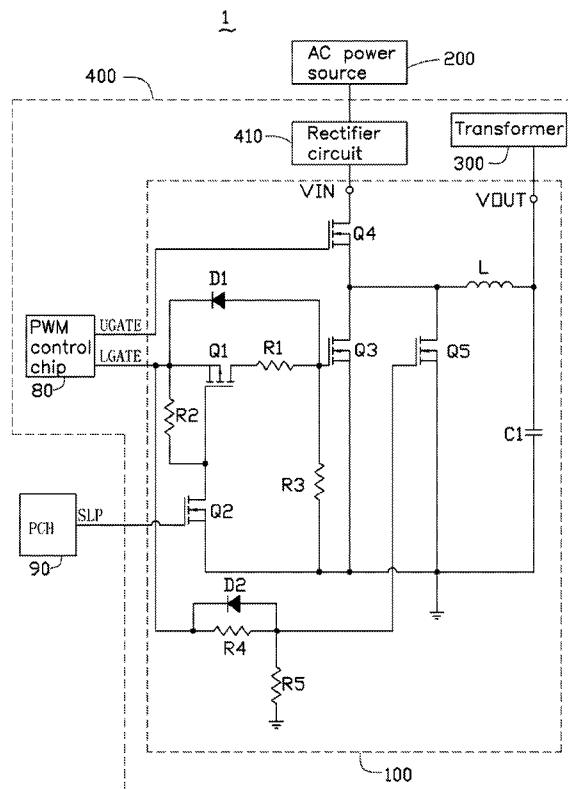 1
AC power
source
200
400
Rectifier
circuit
410
Transformer
300
VIN
VOUT
Q4
L
D1
PWM
control
chip
80
UGATE
LGATE
Q1
R1
Q3
Q5
R2
C1
R3
PCH
90
SLP
Q2
D2
R4
R5
100